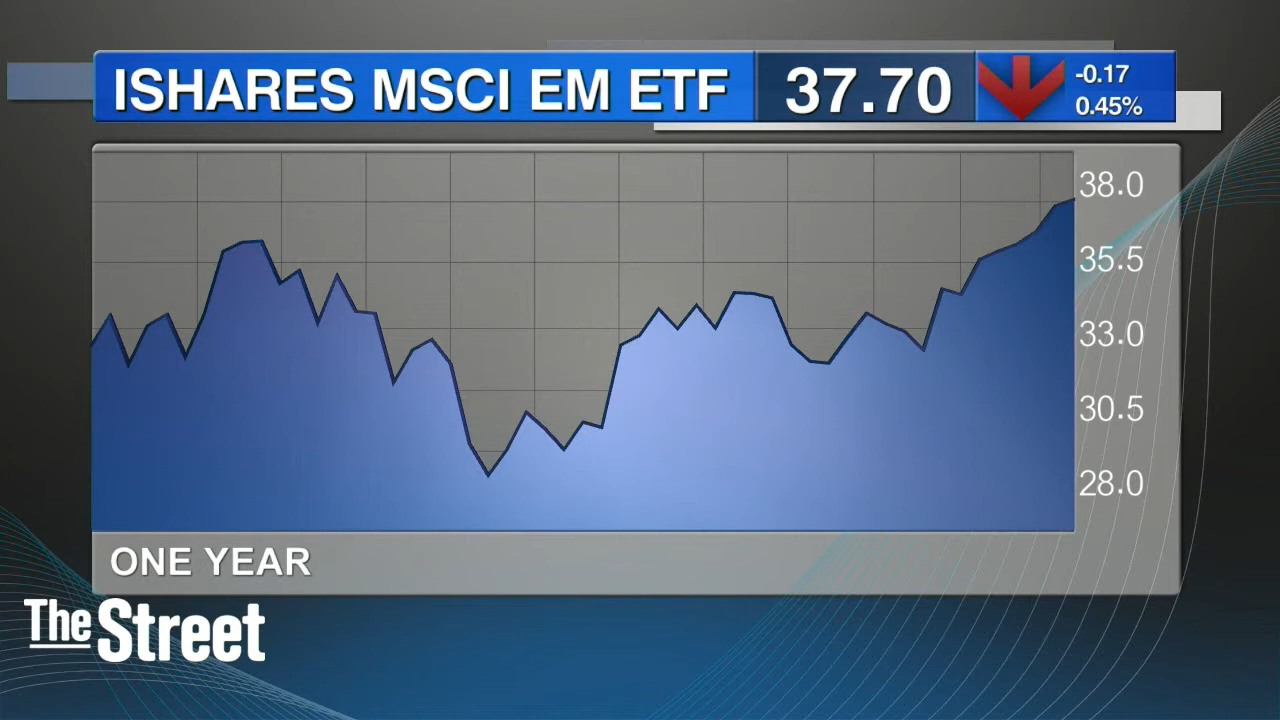 ISHARES MSCI EM ETF 37.70 -0.17
0.45%
38.0
35.5
33.0
30.5
28.0
ONE YEAR
The Street